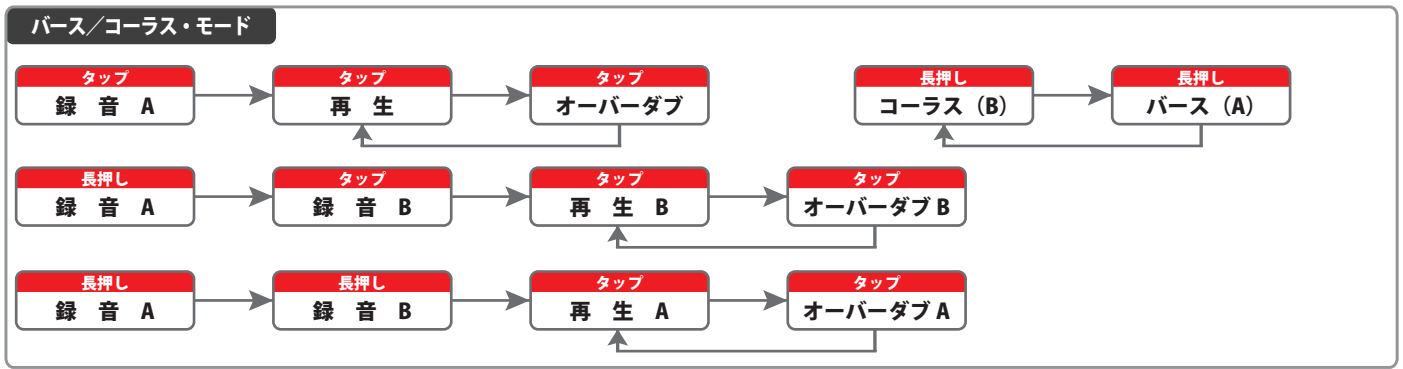 バース／コーラス・モード
タップ
録 音 A
タップ
再 生
タップ
オーバーダブ
長押し
コーラス（B）
長押し
バース（A）
長押し
録 音 A
タップ
録 音 B
タップ
再 生 B
タップ
オーバーダブ B
長押し
録 音 A
長押し
録 音 B
タップ
再 生 A
タップ
オーバーダブ A